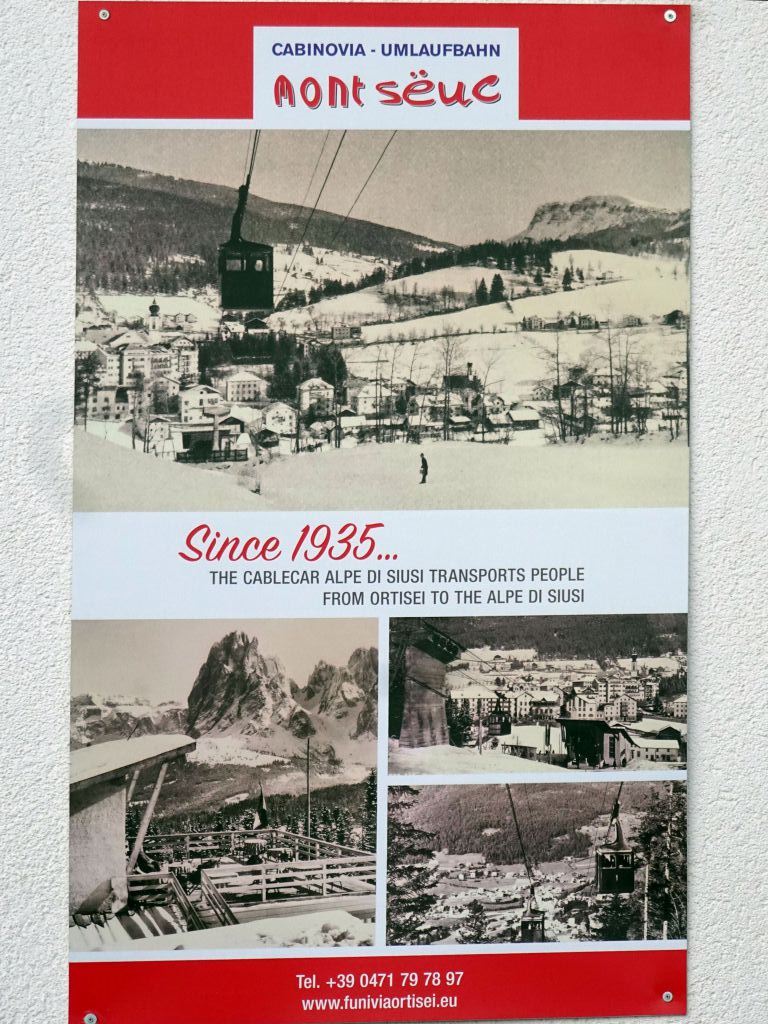 CABINOVIA - UMLAUFBAHN
mont sëuc
Since 1935...
THE CABLECAR ALPE DI SIUSI TRANSPORTS PEOPLE
FROM ORTISEI TO THE ALPE DI SIUSI
Tel. +39 0471 79 78 97
www.funiviaortisei.eu